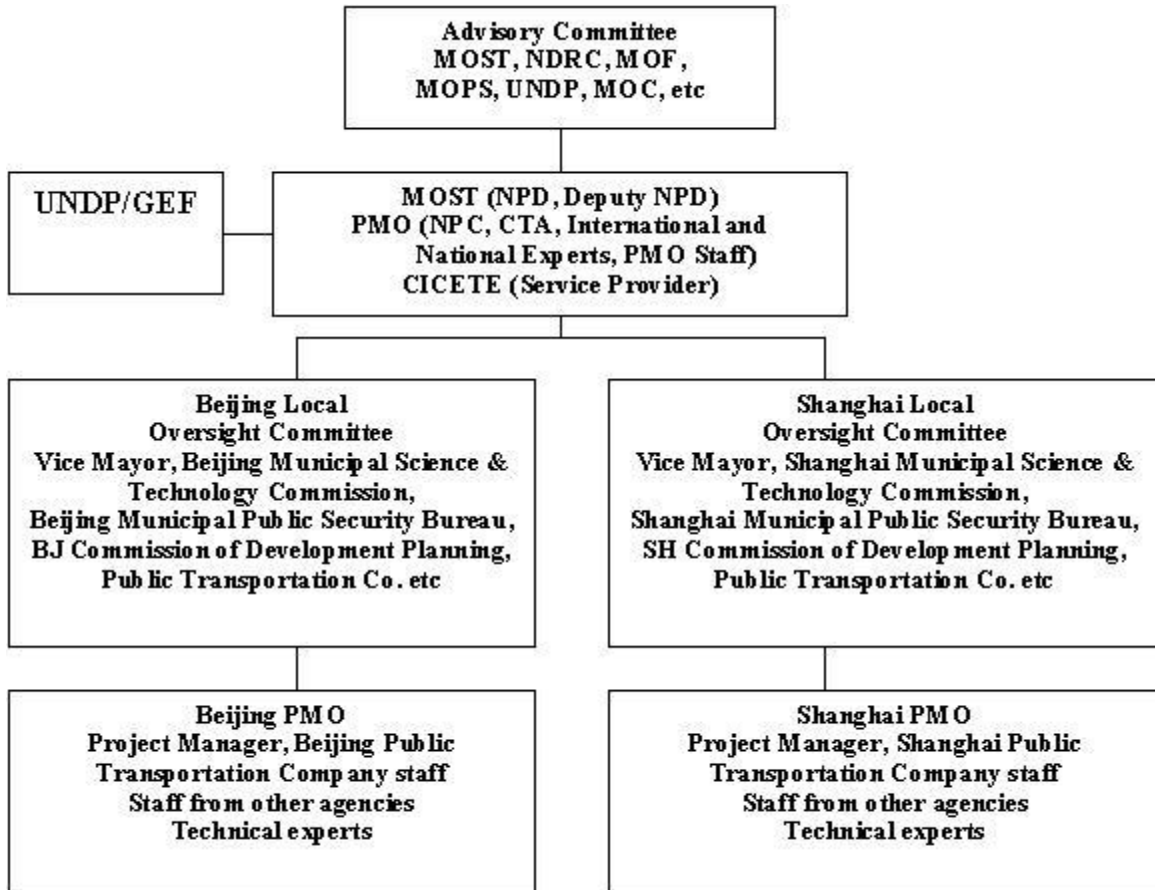 Advisory Committee
MOST, NDRC, MOF,
MOPS, UNDP, MOC, etc
UNDP/GEF
MOST (NPD, Deputy NPD)
PMO (NPC, CTA, International and
National Experts, PMO Staff)
CICETE (Service Provider)
Beijing Local
Oversight Committee
Vice Mayor, Beijing Municipal Science &
Technology Commission,
Beijing Municipal Public Security Bureau,
BJ Commission of Development Planning,
Public Transportation Co. etc
Shanghai Local
Oversight Committee
Vice Mayor, Shanghai Municipal Science &
Technology Commission,
Shanghai Municipal Public Security Bureau,
SH Commission of Development Planning,
Public Transportation Co. etc
Beijing PMO
Project Manager, Beijing Public
Transportation Company staff
Staff from other agencies
Technical experts
Shanghai PMO
Project Manager, Shanghai Public
Transportation Company staff
Staff from other agencies
Technical experts